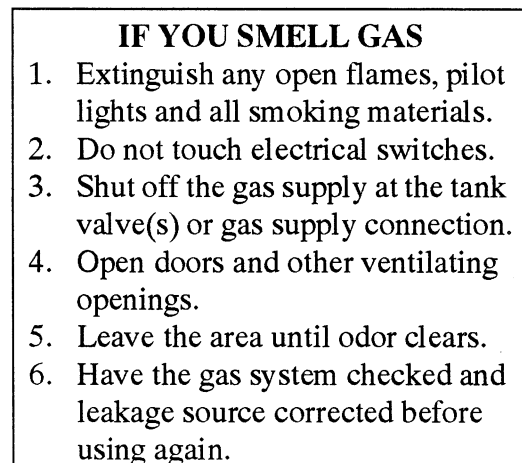 IF YOU SMELL GAS
1. Extinguish any open flames, pilot
lights and all smoking materials.
2. Do not touch electrical switches.
3. Shut off the gas supply at the tank
valve(s) or gas supply connection.
4. Open doors and other ventilating
openings.
5. Leave the area until odor clears.
6. Have the gas system checked and
leakage source corrected before
using again.